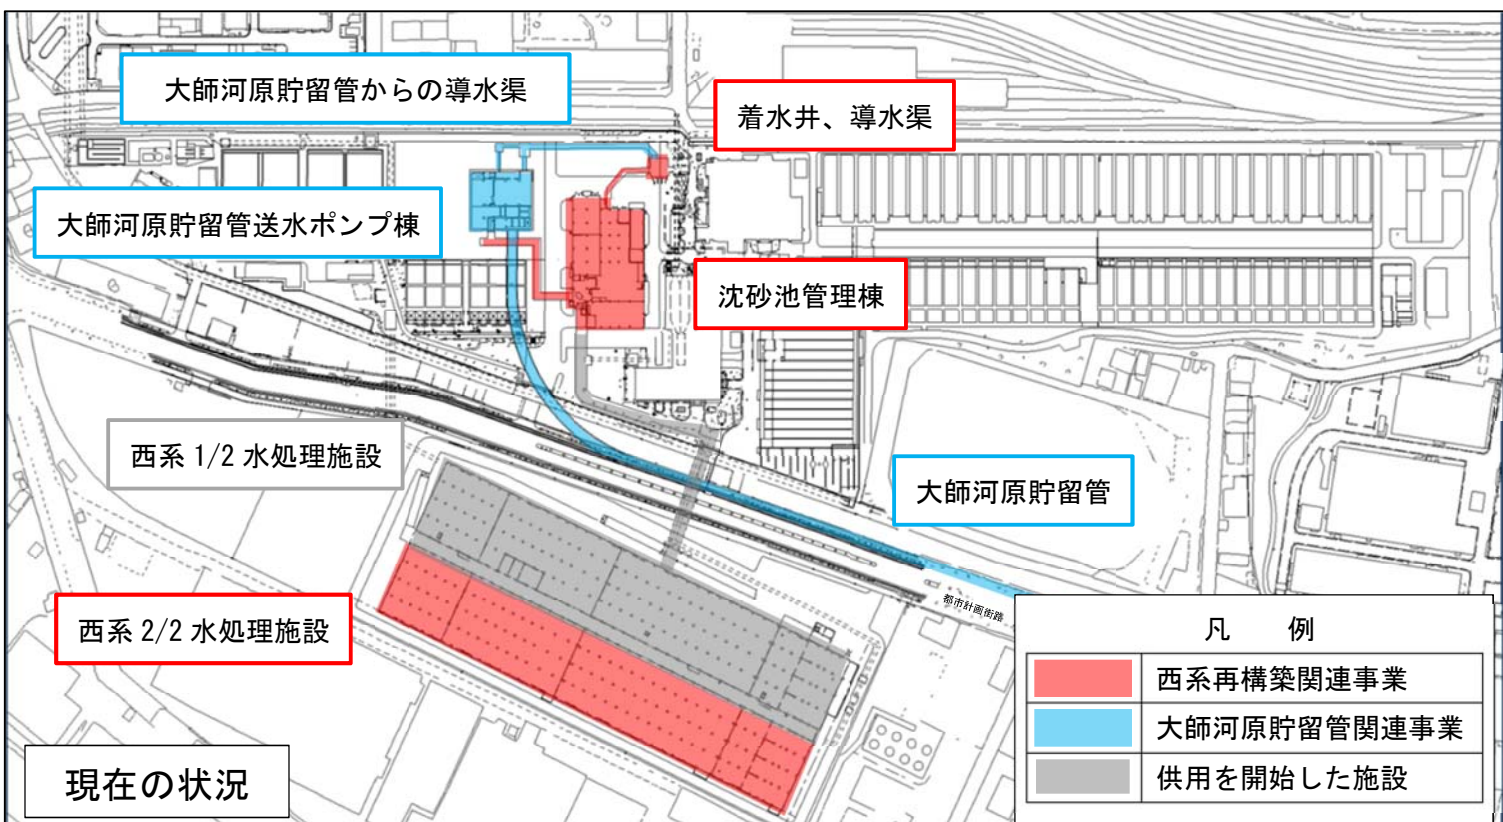 大師河原貯留管からの導水渠
着水井、導水渠
大師河原貯留管送水ポンプ棟
沈砂池管理棟
西系 1/2 水処理施設
大師河原貯留管
都市計画街路
西系 2/2 水処理施設
凡　例
西系再構築関連事業
大師河原貯留管関連事業
供用を開始した施設
現在の状況